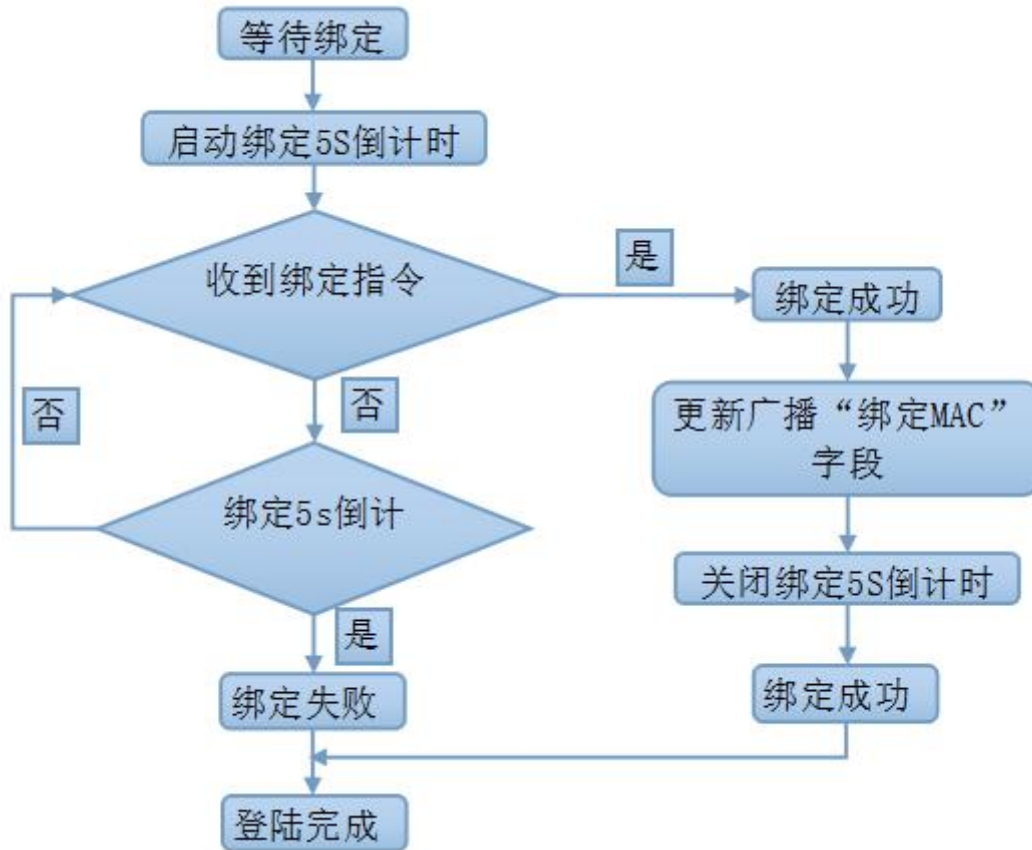 等待绑定
启动绑定5S倒计时
收到绑定指令
是
绑定成功
否
否
更新广播“绑定MAC”
字段
绑定5s倒计
关闭绑定5S倒计时
是
绑定失败
绑定成功
登陆完成